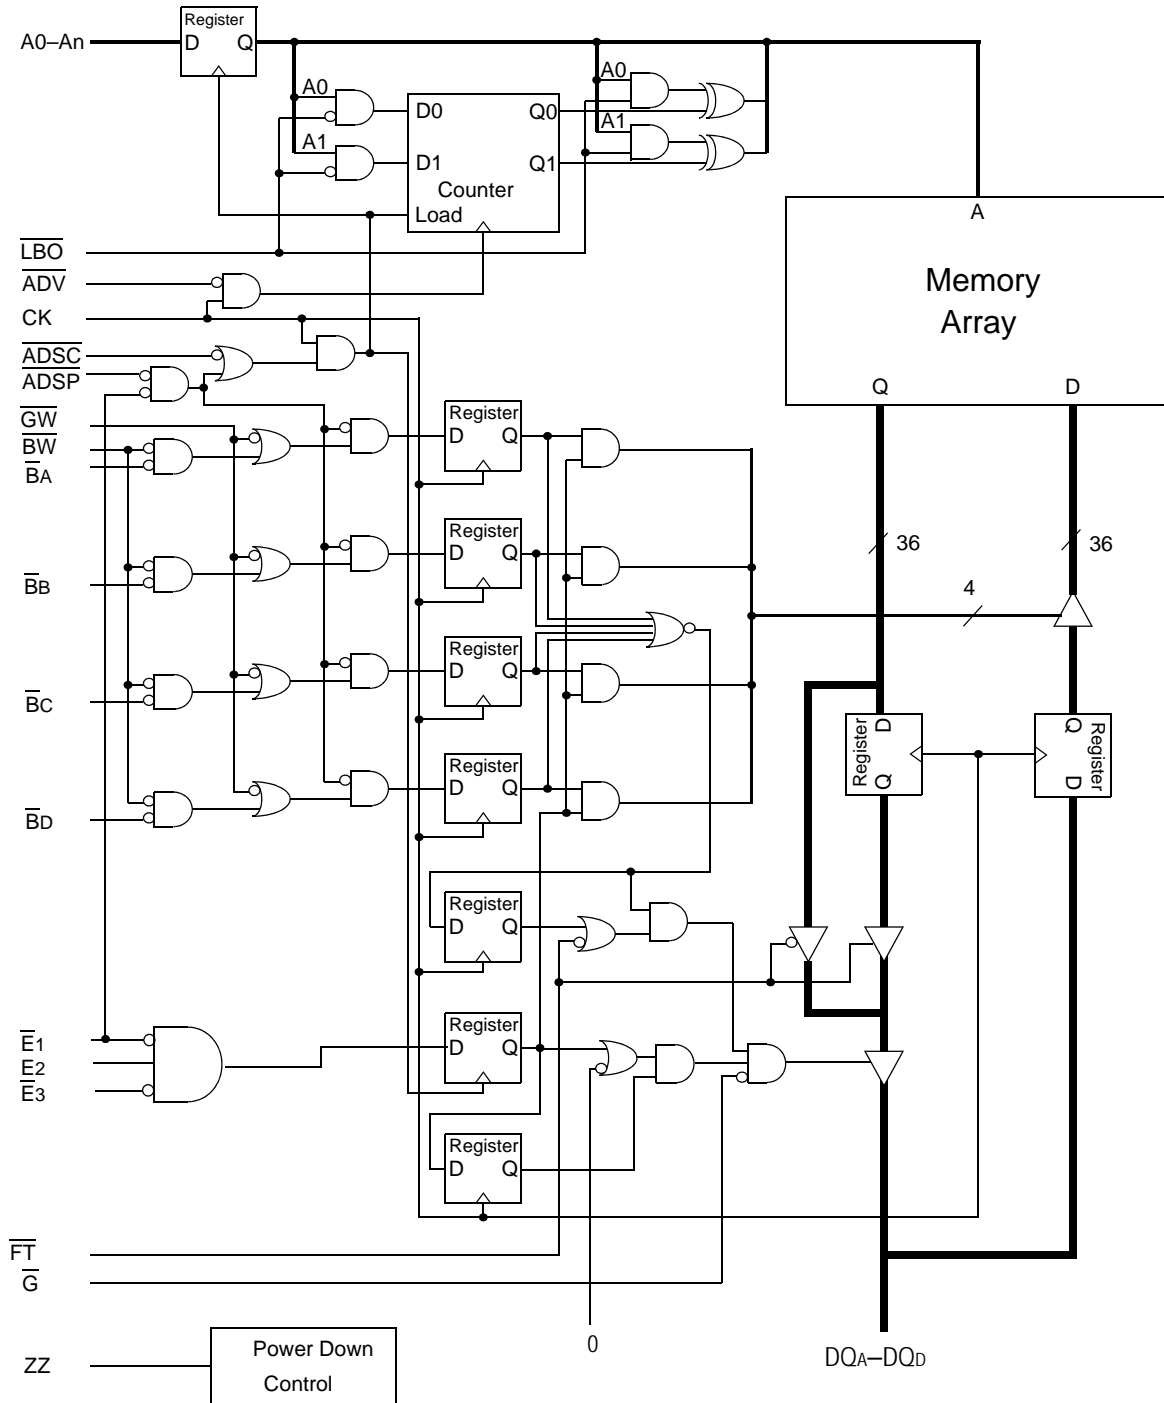 Register
A0–An
D Q
A0
A0
D0
Q0
A1
A1
D1
Q1
Counter
Load
A
LBO
ADV
Memory
Array
CK
ADSC
ADSP
Q D
GW
Register
D Q
BW
BA
Register
D Q
36
36
BB
4
Register
D Q
BC
Register
D
Q
Register
Q
D
Register
D Q
BD
Register
D Q
Register
D Q
E1
E2
E3
Register
D Q
FT
G
0
DQA–DQD
ZZ
Power Down
Control